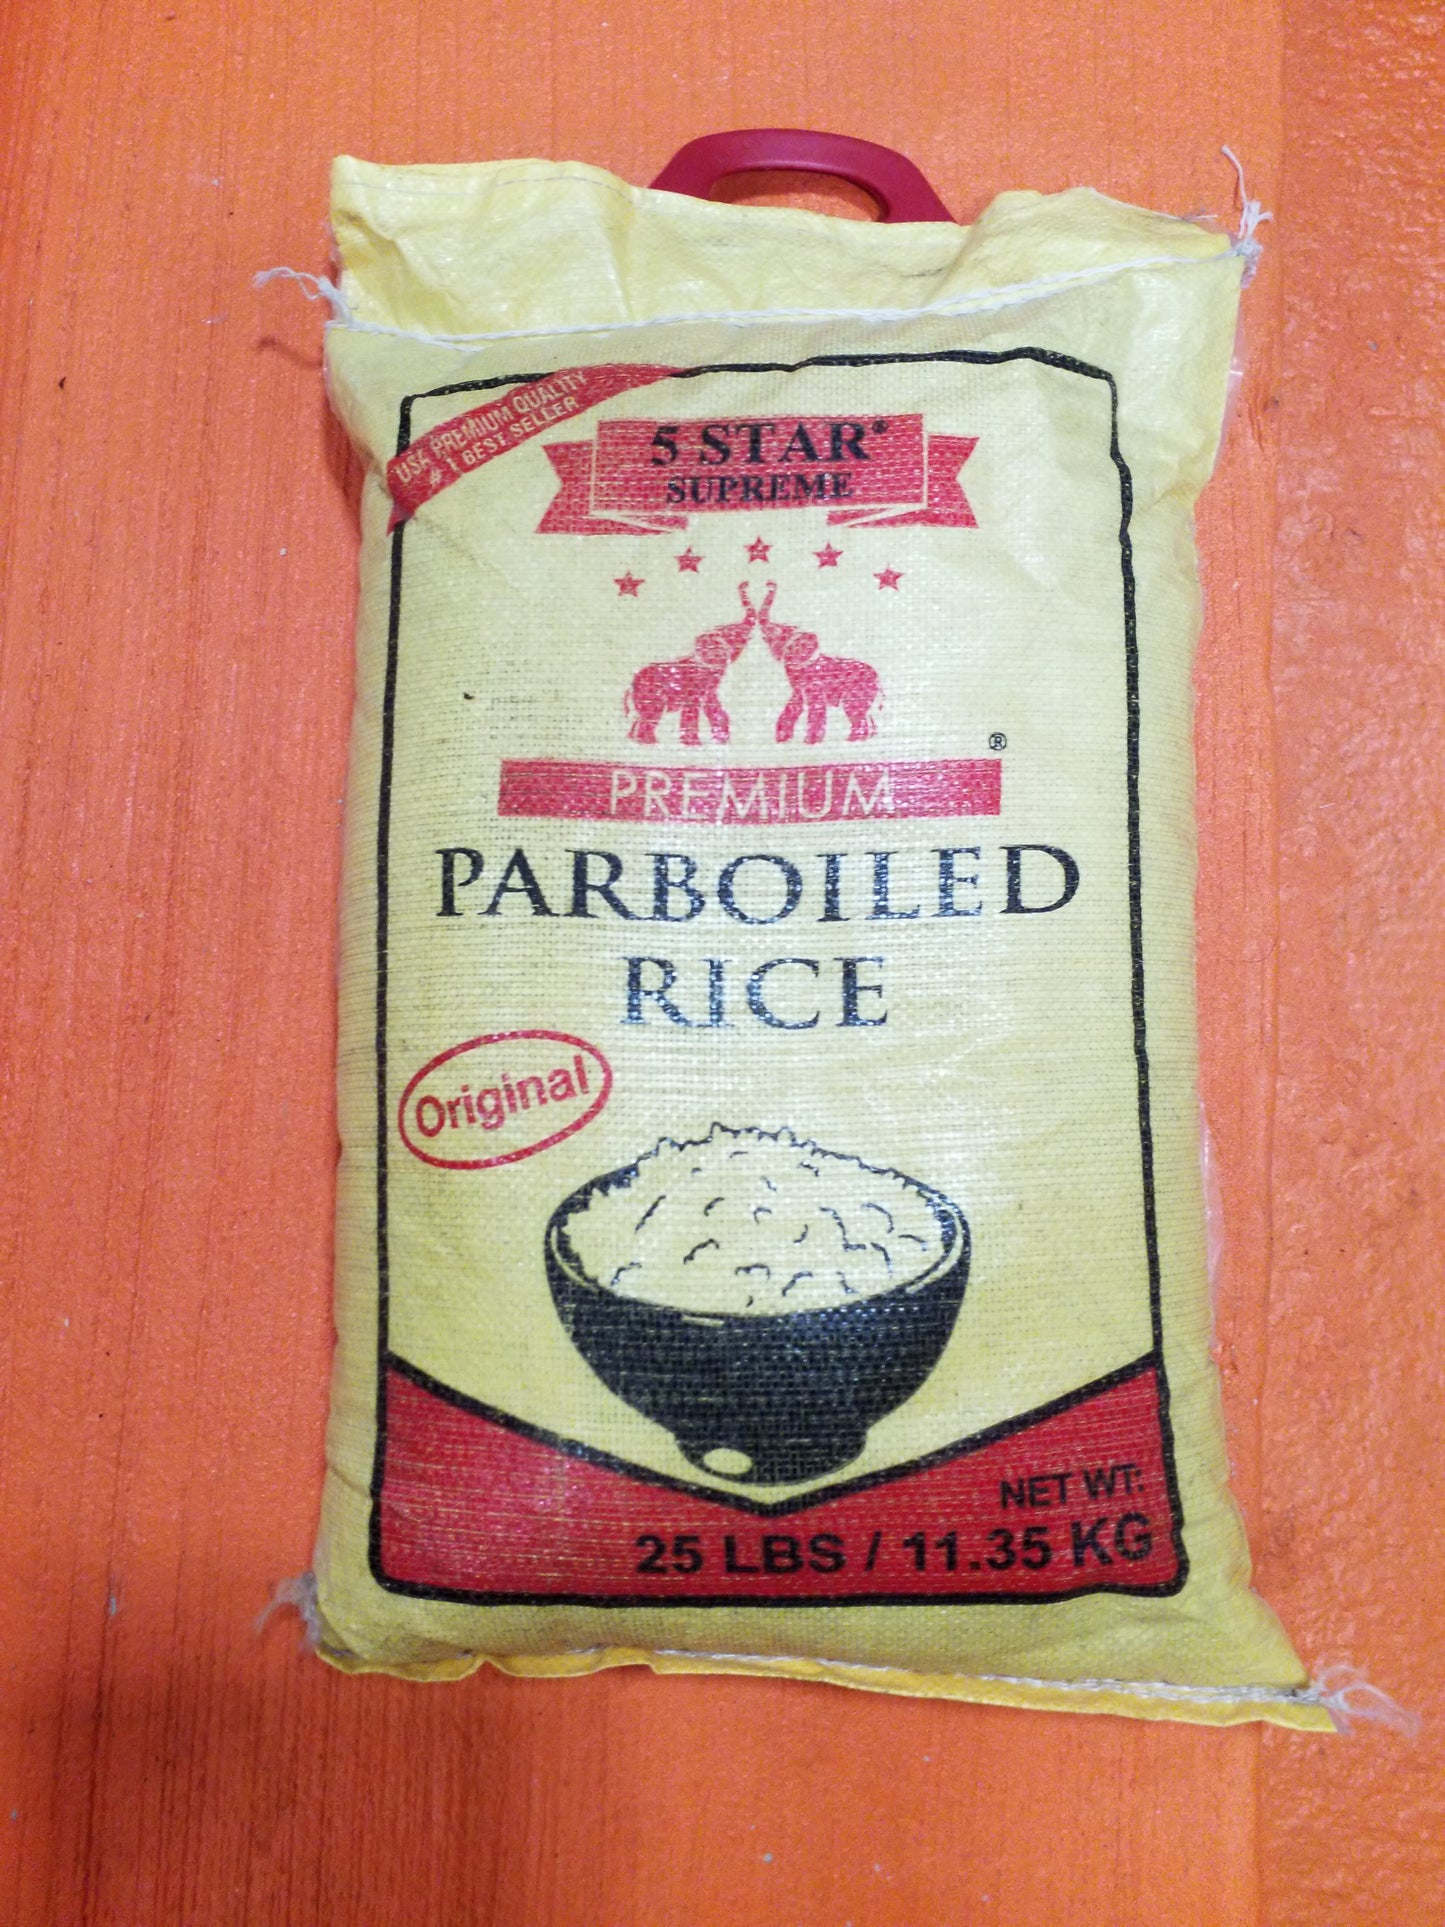 USA PREMIUM QUALITY
# 1 BEST SELLER
5 STAR®
SUPREME
®
PREMIUM
PARBOILED
RICE
Original
NET WT:
25 LBS / 11.35 KG